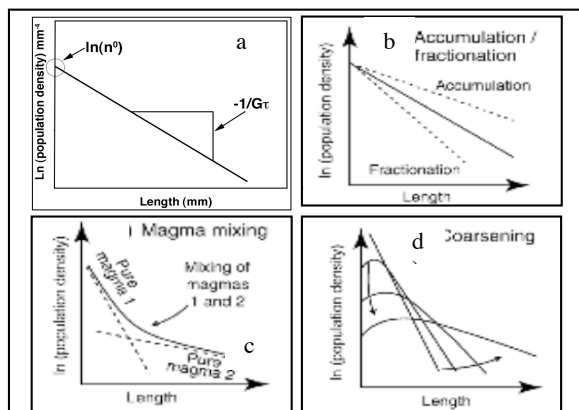 a
ln(n⁰)
-1/Gτ
Ln (population density) mm⁻⁴
Length (mm)
b
Accumulation /
fractionation
Accumulation
Fractionation
ln (population density)
Length
) Magma mixing
Pure
magma 1
Mixing of
magmas
1 and 2
Pure
magma 2
c
ln (population density)
Length
d
Coarsening
ln (population density)
Length